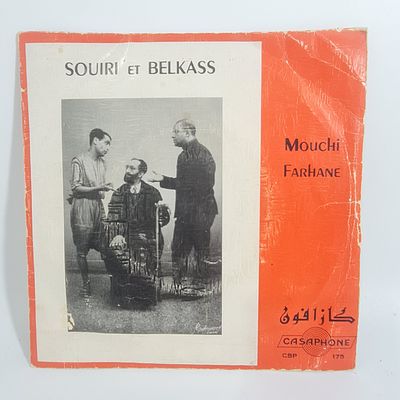 SOUIRI ET BELKASS
MOUCHI
FARHANE
كازافون
CASAPHONE
CBP 175